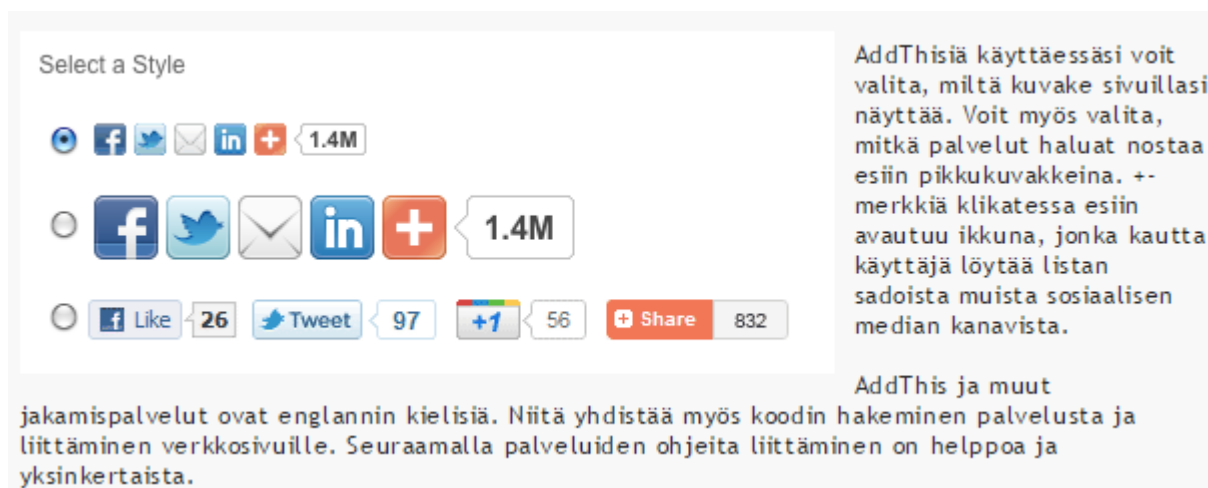 Select a Style
1.4M
1.4M
Like 26 Tweet 97 +1 56 Share 832
AddThisiä käyttäessäsi voit
valita, miltä kuvake sivuillasi
näyttää. Voit myös valita,
mitkä palvelut haluat nostaa
esiin pikkukuvakkeina. +-
merkkiä klikatessa esiin
avautuu ikkuna, jonka kautta
käyttäjä löytää listan
sadoista muista sosiaalisen
median kanavista.
AddThis ja muut
jakamispalvelut ovat englannin kielisiä. Niitä yhdistää myös koodin hakeminen palvelusta ja
liittäminen verkkosivuille. Seuraamalla palveluiden ohjeita liittäminen on helppoa ja
yksinkertaista.